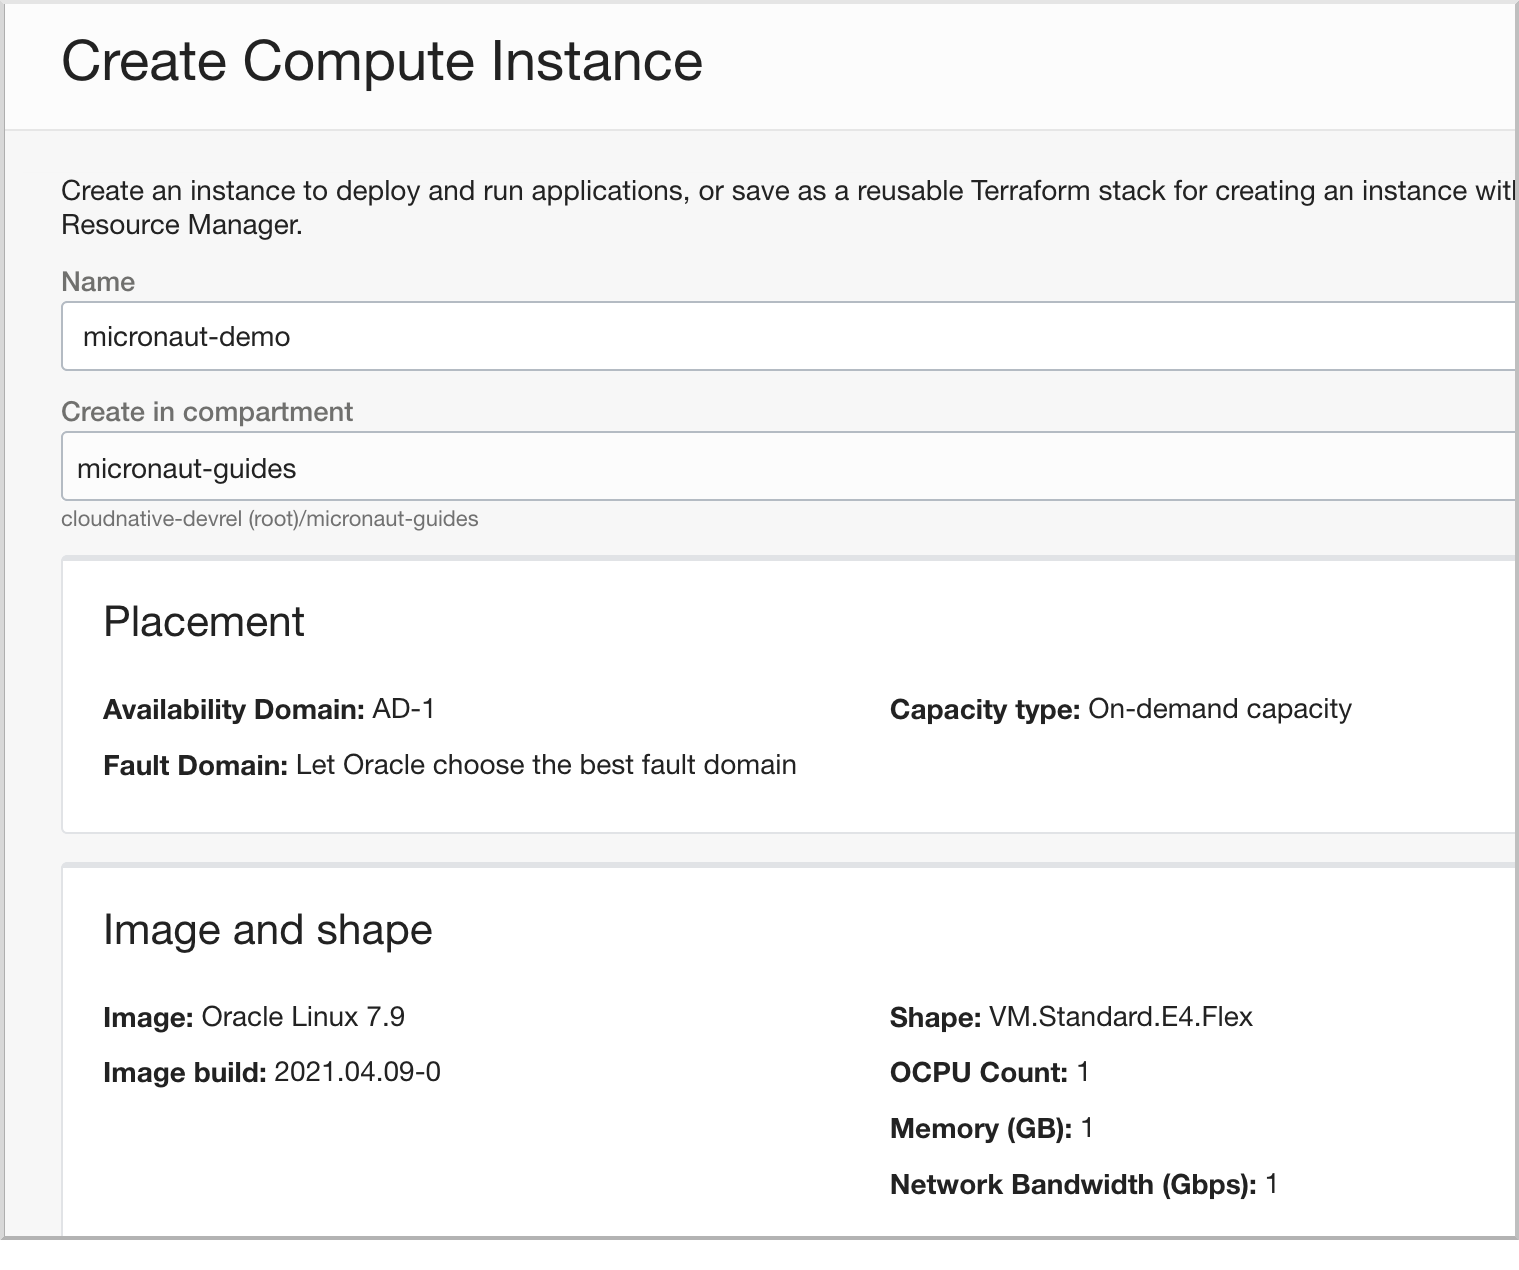 Create Compute Instance
Create an instance to deploy and run applications, or save as a reusable Terraform stack for creating an instance with
Resource Manager.
Name
micronaut-demo
Create in compartment
micronaut-guides
cloudnative-devrel (root)/micronaut-guides
Placement
Availability Domain: AD-1
Capacity type: On-demand capacity
Fault Domain: Let Oracle choose the best fault domain
Image and shape
Image: Oracle Linux 7.9
Shape: VM.Standard.E4.Flex
Image build: 2021.04.09-0
OCPU Count: 1
Memory (GB): 1
Network Bandwidth (Gbps): 1